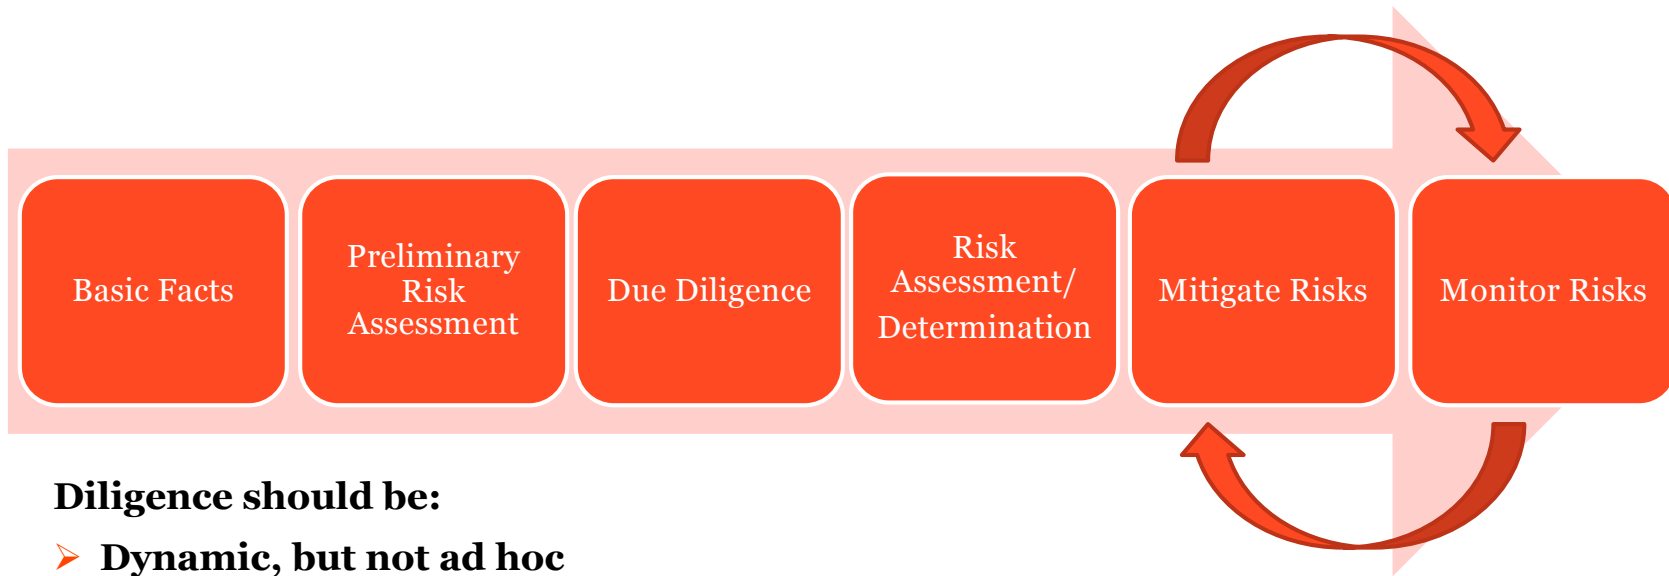 Basic Facts
Preliminary
Risk
Assessment
Due Diligence
Risk
Assessment/
Determination
Mitigate Risks
Monitor Risks
Diligence should be:
Dynamic, but not ad hoc